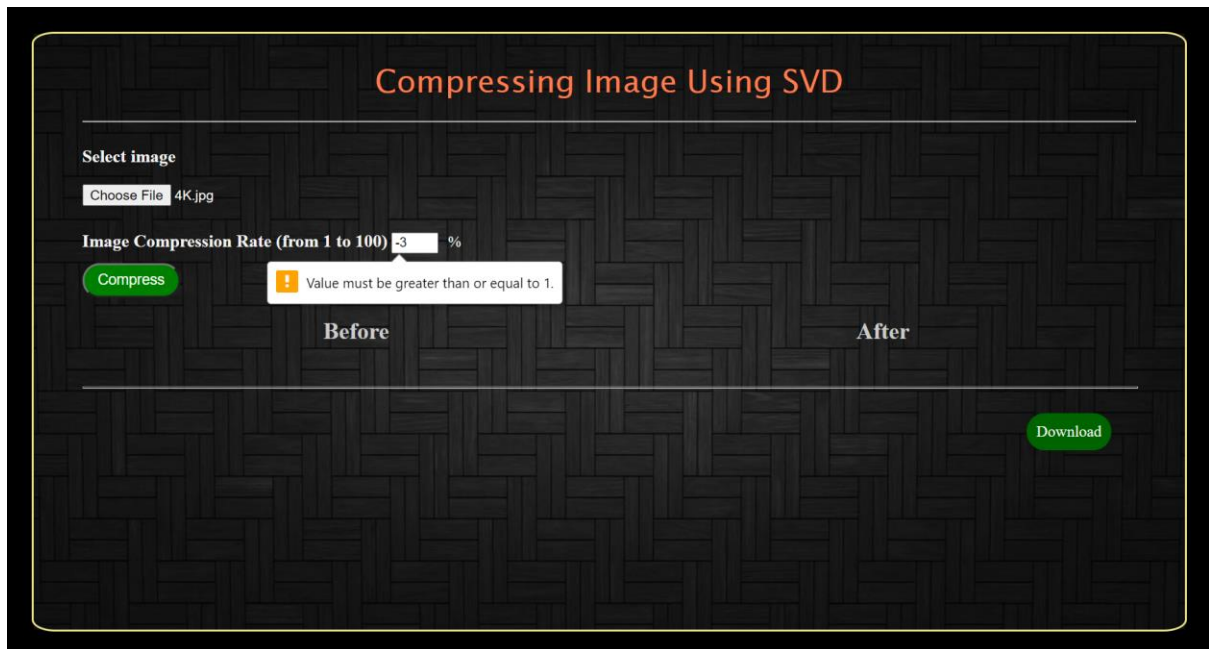 Compressing Image Using SVD
Select image
Choose File 4K.jpg
Image Compression Rate (from 1 to 100) -3 %
Compress
Value must be greater than or equal to 1.
Before After
Download